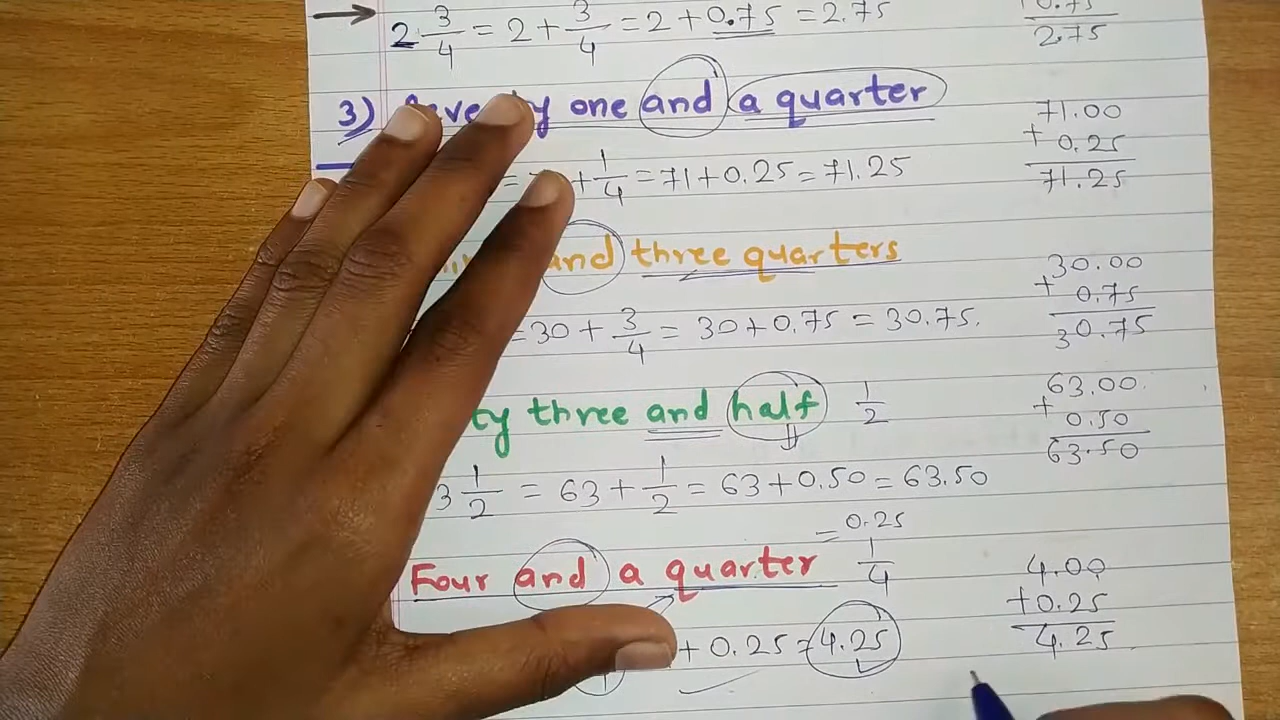 2 3/4 = 2 + 3/4 = 2 + 0.75 = 2.75
0.75
2.75
3) one and a quarter
+ 1/4 = 71 + 0.25 = 71.25
71.00
+ 0.25
71.25
and three quarters
= 30 + 3/4 = 30 + 0.75 = 30.75.
30.00
+ 0.75
30.75
ty three and half 1/2
3 1/2 = 63 + 1/2 = 63 + 0.50 = 63.50
63.00
+ 0.50
63.50
Four and a quarter 1/4 = 0.25
+ 0.25 = 4.25
4.00
+ 0.25
4.25